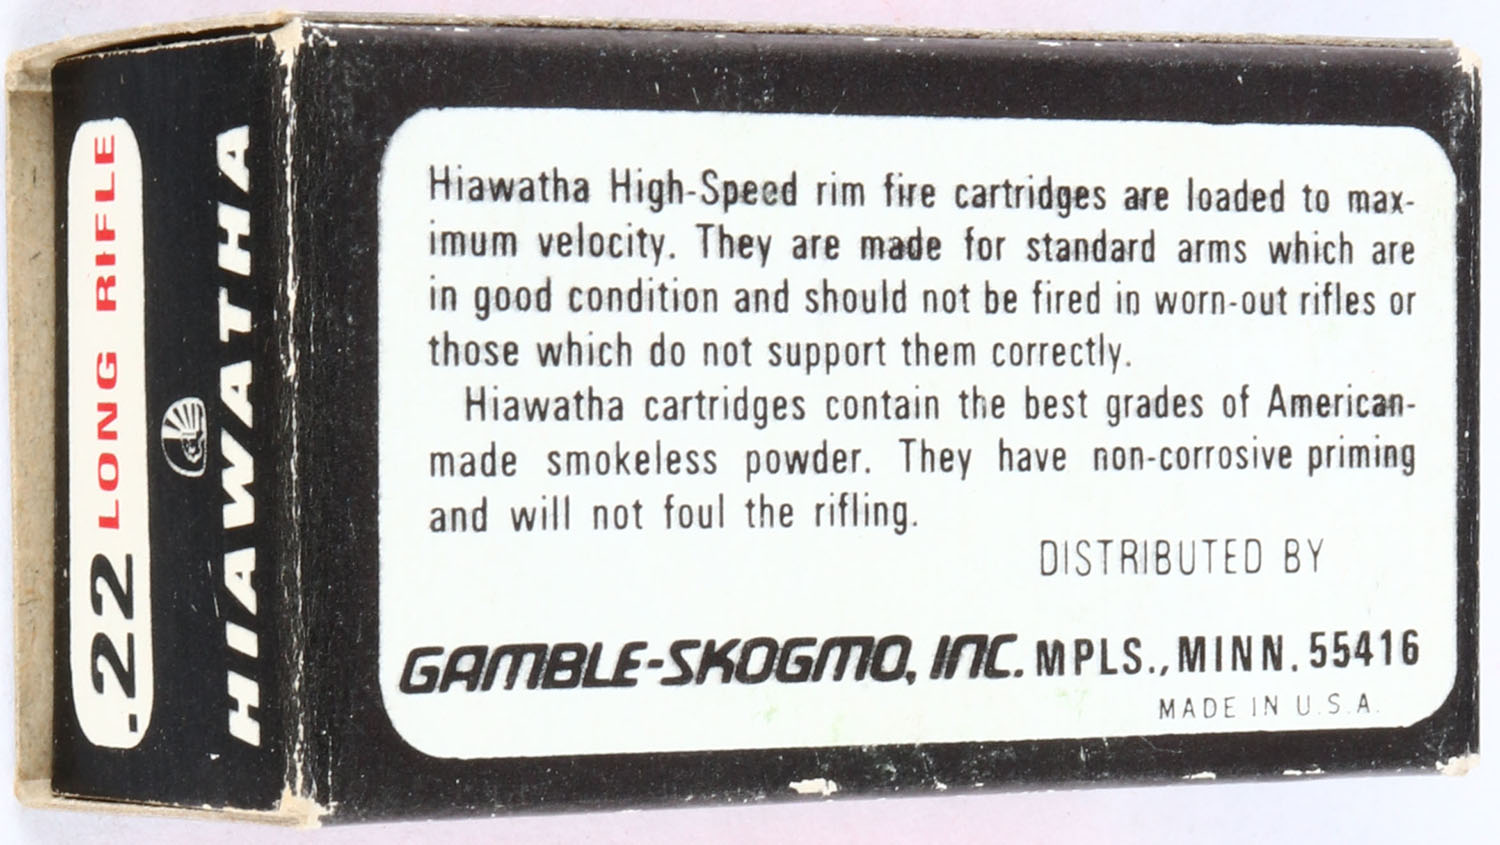 .22 LONG RIFLE
HIAWATHA
Hiawatha High-Speed rim fire cartridges are loaded to max-
imum velocity. They are made for standard arms which are
in good condition and should not be fired in worn-out rifles or
those which do not support them correctly.
Hiawatha cartridges contain the best grades of American-
made smokeless powder. They have non-corrosive priming
and will not foul the rifling.
DISTRIBUTED BY
GAMBLE-SKOGMO, INC. MPLS., MINN. 55416
MADE IN U.S.A.